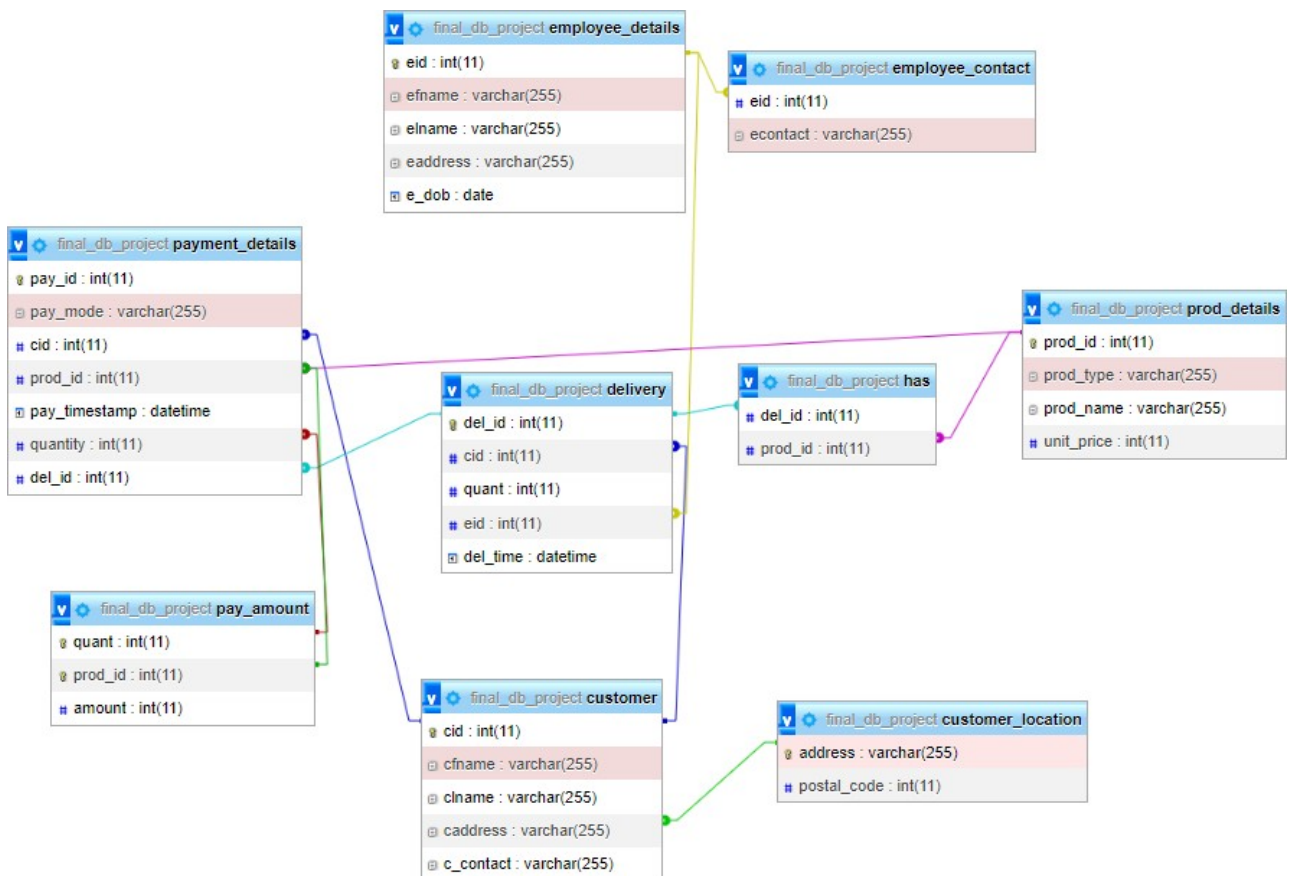 final_db_project employee_details
eid : int(11)
efname : varchar(255)
elname : varchar(255)
eaddress : varchar(255)
e_dob : date
final_db_project employee_contact
eid : int(11)
econtact : varchar(255)
final_db_project payment_details
pay_id : int(11)
pay_mode : varchar(255)
cid : int(11)
prod_id : int(11)
pay_timestamp : datetime
quantity : int(11)
del_id : int(11)
final_db_project delivery
del_id : int(11)
cid : int(11)
quant : int(11)
eid : int(11)
del_time : datetime
final_db_project has
del_id : int(11)
prod_id : int(11)
final_db_project prod_details
prod_id : int(11)
prod_type : varchar(255)
prod_name : varchar(255)
unit_price : int(11)
final_db_project pay_amount
quant : int(11)
prod_id : int(11)
amount : int(11)
final_db_project customer
cid : int(11)
cfname : varchar(255)
clname : varchar(255)
caddress : varchar(255)
c_contact : varchar(255)
final_db_project customer_location
address : varchar(255)
postal_code : int(11)